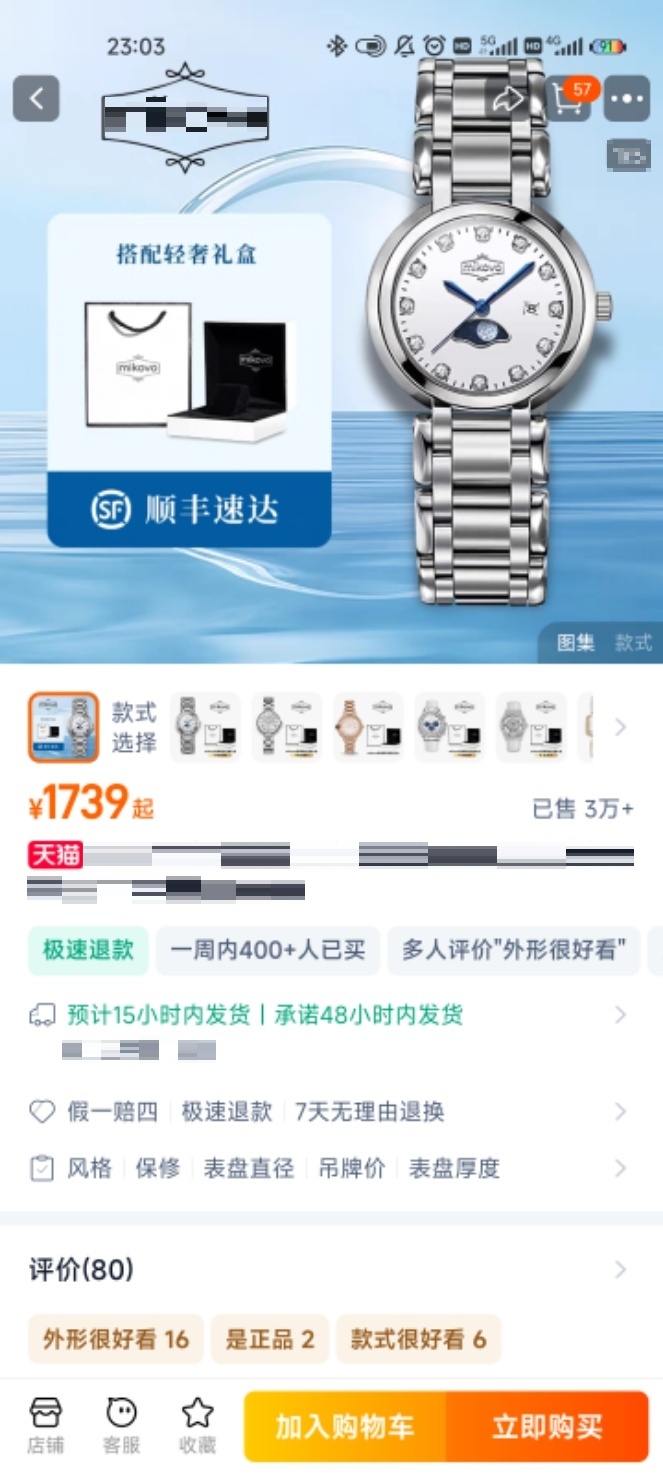 23:03
HD 5G HD 4G 91
57
搭配轻奢礼盒
mikovo
mikovo
mikovo
SF 顺丰速达
图集 款式
款式
选择
¥1739起
已售 3万+
天猫
极速退款 一周内400+人已买 多人评价"外形很好看"
预计15小时内发货 | 承诺48小时内发货
假一赔四 极速退款 7天无理由退换
风格 保修 表盘直径 吊牌价 表盘厚度
评价(80)
外形很好看 16 是正品 2 款式很好看 6
店铺 客服 收藏 加入购物车 立即购买